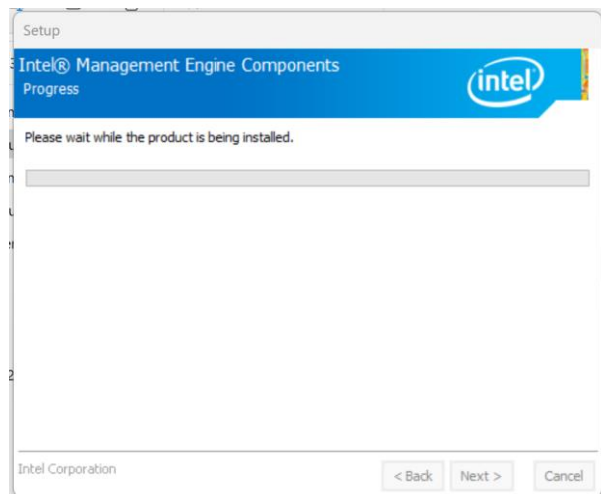 Setup
Intel® Management Engine Components
Progress
intel
Please wait while the product is being installed.
Intel Corporation
< Back
Next >
Cancel